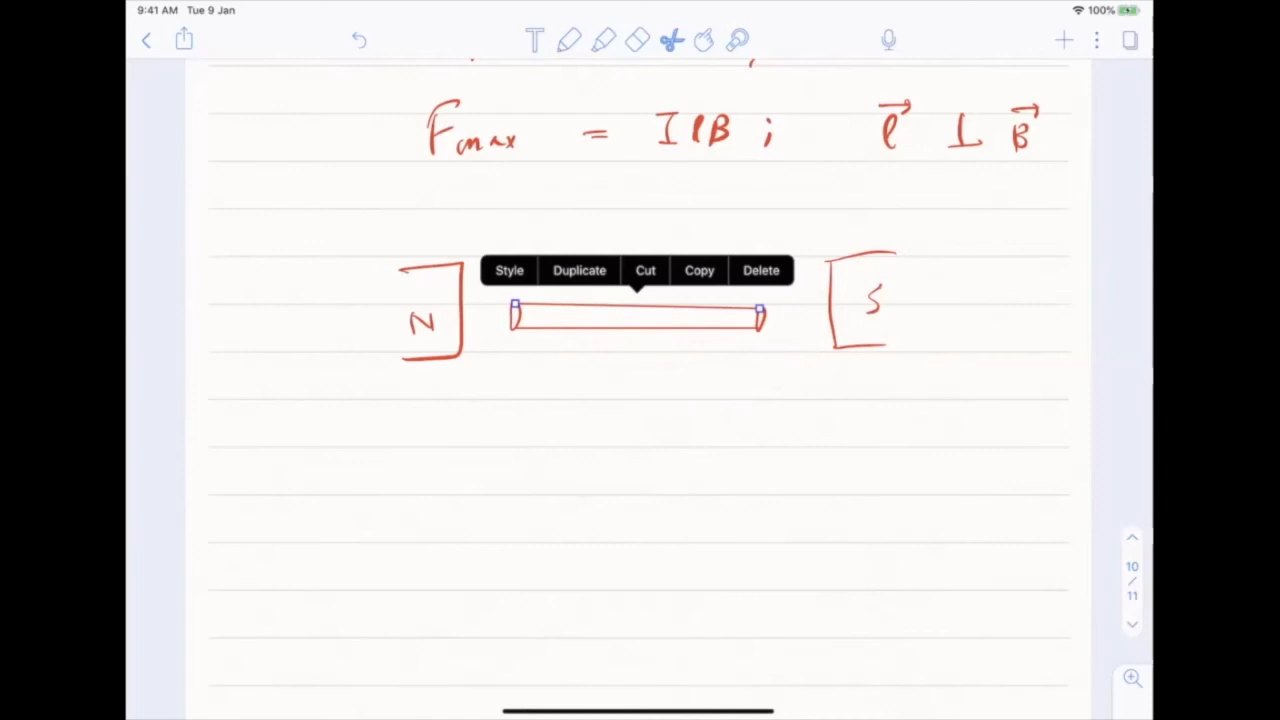 9:41 AM Tue 9 Jan 100%
Fmax = IlB ; l⃗ ⊥ B⃗
Style Duplicate Cut Copy Delete
N S
10
/
11